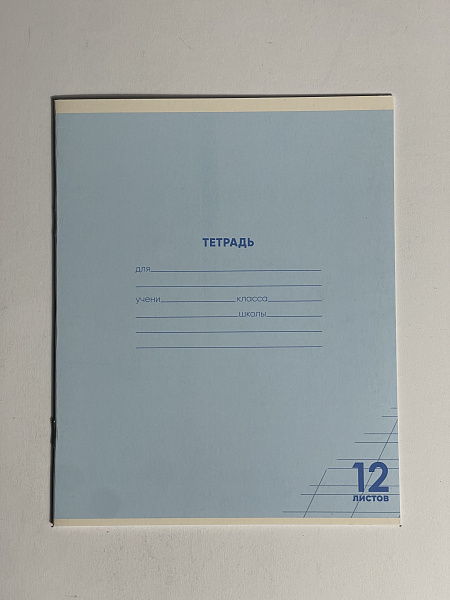 ТЕТРАДЬ
для
учени класса
школы
12
ЛИСТОВ